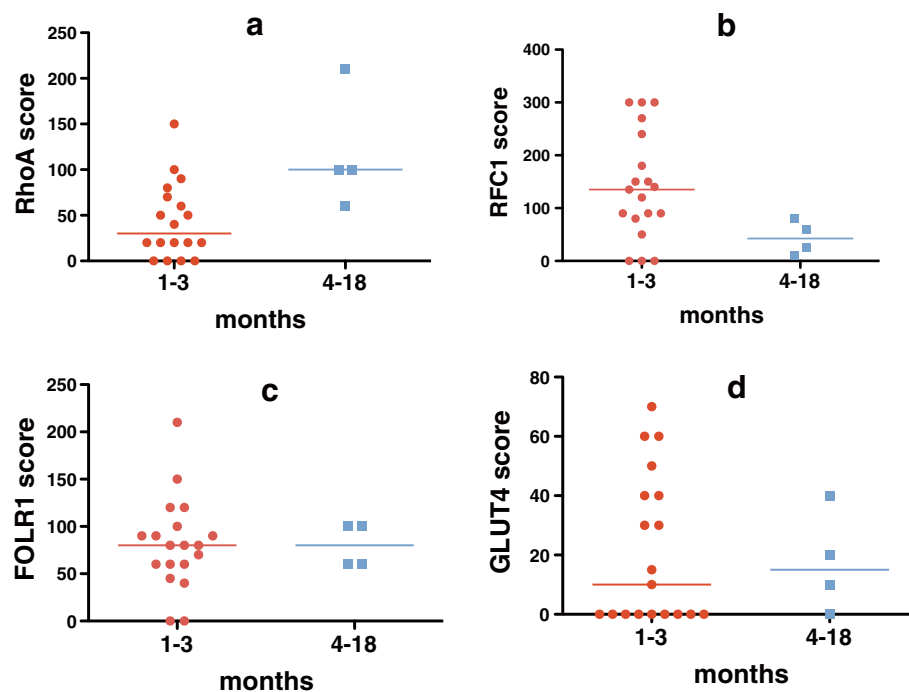 a
RhoA score
250
200
150
100
50
0
1-3
4-18
months
b
RFC1 score
400
300
200
100
0
1-3
4-18
months
c
FOLR1 score
250
200
150
100
50
0
1-3
4-18
months
d
GLUT4 score
80
60
40
20
0
1-3
4-18
months